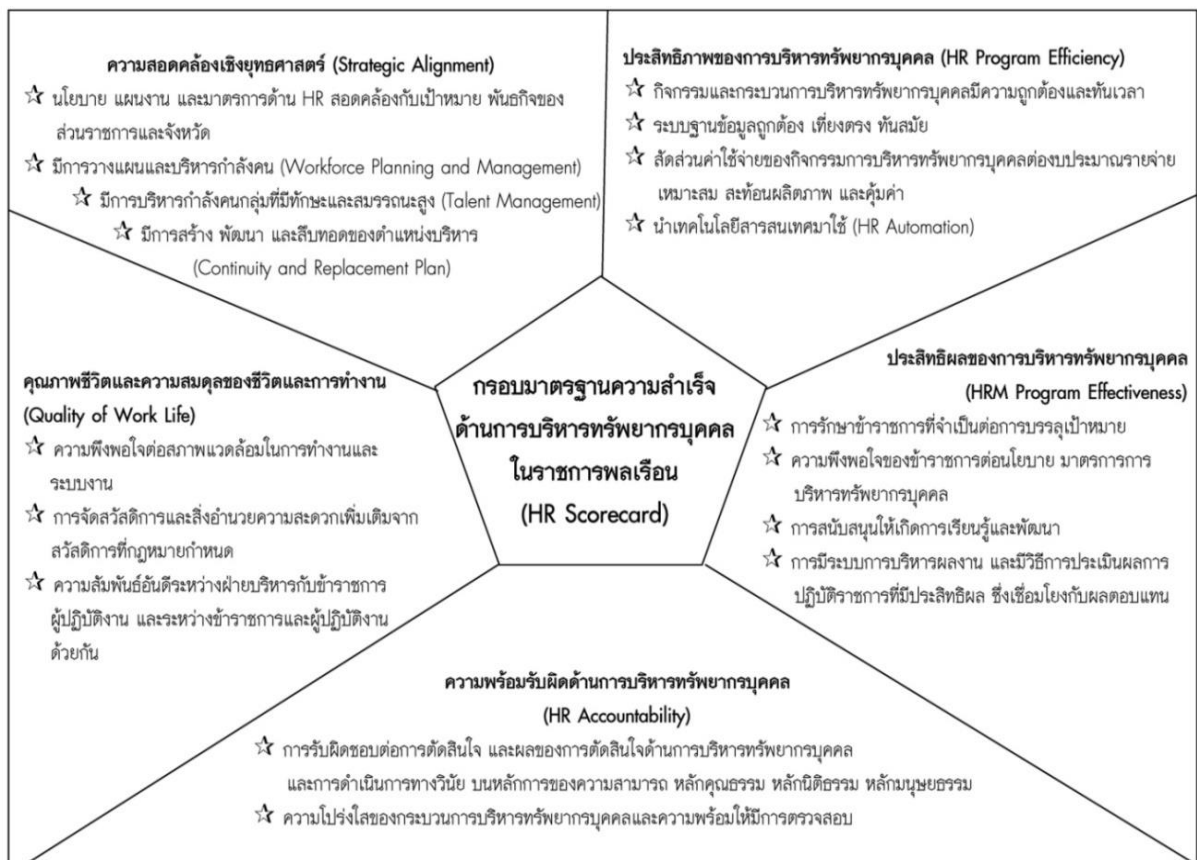 ความสอดคล้องเชิงยุทธศาสตร์ (Strategic Alignment)
☆ นโยบาย แผนงาน และมาตรการด้าน HR สอดคล้องกับเป้าหมาย พันธกิจของ
ส่วนราชการและจังหวัด
☆ มีการวางแผนและบริหารกำลังคน (Workforce Planning and Management)
☆ มีการบริหารกำลังคนกลุ่มที่มีทักษะและสมรรถนะสูง (Talent Management)
☆ มีการสร้าง พัฒนา และสืบทอดของตำแหน่งบริหาร
(Continuity and Replacement Plan)
ประสิทธิภาพของการบริหารทรัพยากรบุคคล (HR Program Efficiency)
☆ กิจกรรมและกระบวนการบริหารทรัพยากรบุคคลมีความถูกต้องและทันเวลา
☆ ระบบฐานข้อมูลถูกต้อง เที่ยงตรง ทันสมัย
☆ สัดส่วนค่าใช้จ่ายของกิจกรรมการบริหารทรัพยากรบุคคลต่องบประมาณรายจ่าย
เหมาะสม สะท้อนผลิตภาพ และคุ้มค่า
☆ นำเทคโนโลยีสารสนเทศมาใช้ (HR Automation)
คุณภาพชีวิตและความสมดุลของชีวิตและการทำงาน
(Quality of Work Life)
☆ ความพึงพอใจต่อสภาพแวดล้อมในการทำงานและ
ระบบงาน
☆ การจัดสวัสดิการและสิ่งอำนวยความสะดวกเพิ่มเติมจาก
สวัสดิการที่กฎหมายกำหนด
☆ ความสัมพันธ์อันดีระหว่างฝ่ายบริหารกับข้าราชการ
ผู้ปฏิบัติงาน และระหว่างข้าราชการและผู้ปฏิบัติงาน
ด้วยกัน
กรอบมาตรฐานความสำเร็จ
ด้านการบริหารทรัพยากรบุคคล
ในราชการพลเรือน
(HR Scorecard)
ประสิทธิผลของการบริหารทรัพยากรบุคคล
(HRM Program Effectiveness)
☆ การรักษาข้าราชการที่จำเป็นต่อการบรรลุเป้าหมาย
☆ ความพึงพอใจของข้าราชการต่อนโยบาย มาตรการการ
บริหารทรัพยากรบุคคล
☆ การสนับสนุนให้เกิดการเรียนรู้และพัฒนา
☆ การมีระบบการบริหารผลงาน และมีวิธีการประเมินผลการ
ปฏิบัติราชการที่มีประสิทธิผล ซึ่งเชื่อมโยงกับผลตอบแทน
ความพร้อมรับผิดด้านการบริหารทรัพยากรบุคคล
(HR Accountability)
☆ การรับผิดชอบต่อการตัดสินใจ และผลของการตัดสินใจด้านการบริหารทรัพยากรบุคคล
และการดำเนินการทางวินัย บนหลักการของความสามารถ หลักคุณธรรม หลักนิติธรรม หลักมนุษยธรรม
☆ ความโปร่งใสของกระบวนการบริหารทรัพยากรบุคคลและความพร้อมให้มีการตรวจสอบ